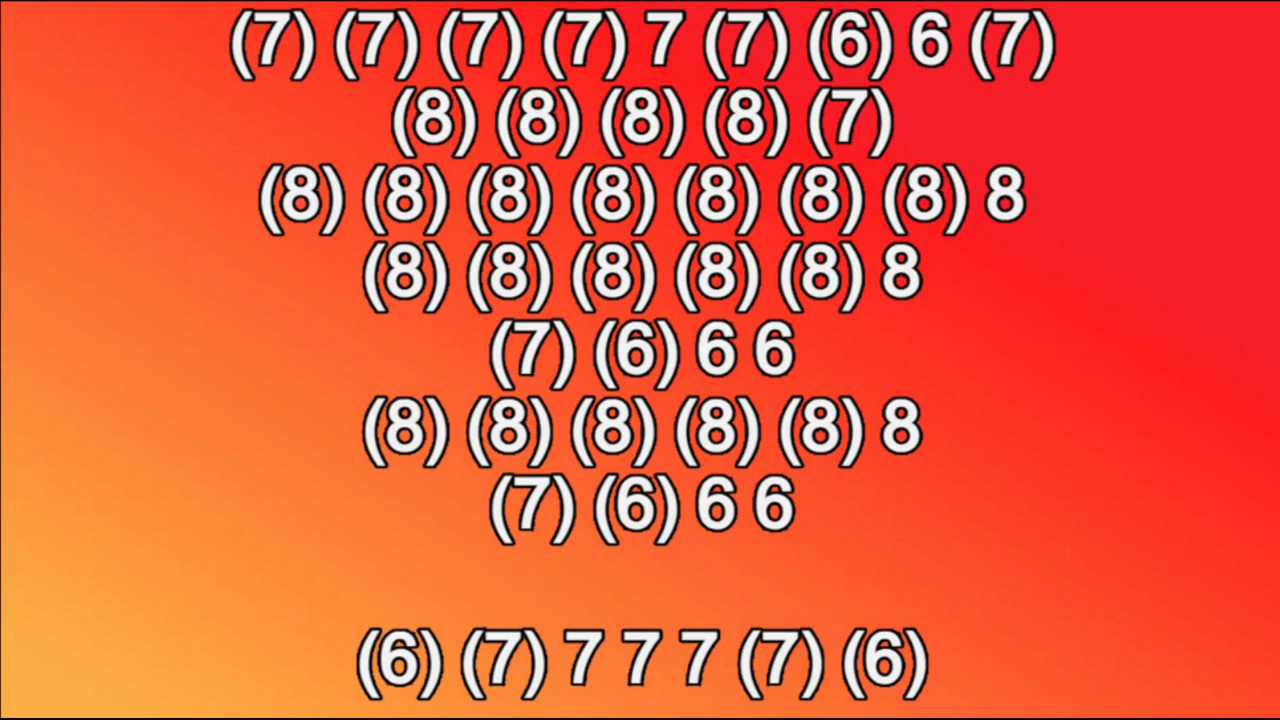 (7) (7) (7) (7) 7 (7) (6) 6 (7)
(8) (8) (8) (8) (7)
(8) (8) (8) (8) (8) (8) (8) 8
(8) (8) (8) (8) (8) 8
(7) (6) 6 6
(8) (8) (8) (8) (8) 8
(7) (6) 6 6
(6) (7) 7 7 7 (7) (6)